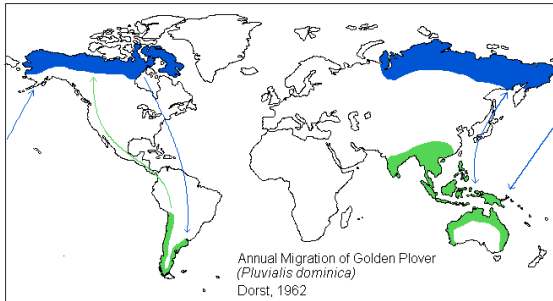 Annual Migration of Golden Plover
(Pluvialis dominica)
Dorst, 1962